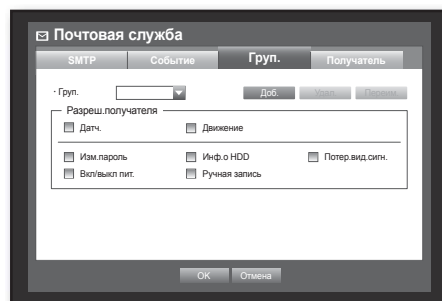 Почтовая служба
SMTP Событие Груп. Получатель
· Груп. Доб. Удал. Переим.
Разреш.получателя
Датч. Движение
Изм.пароль Инф.о HDD Потер.вид.сигн.
Вкл/выкл пит. Ручная запись
OK Отмена